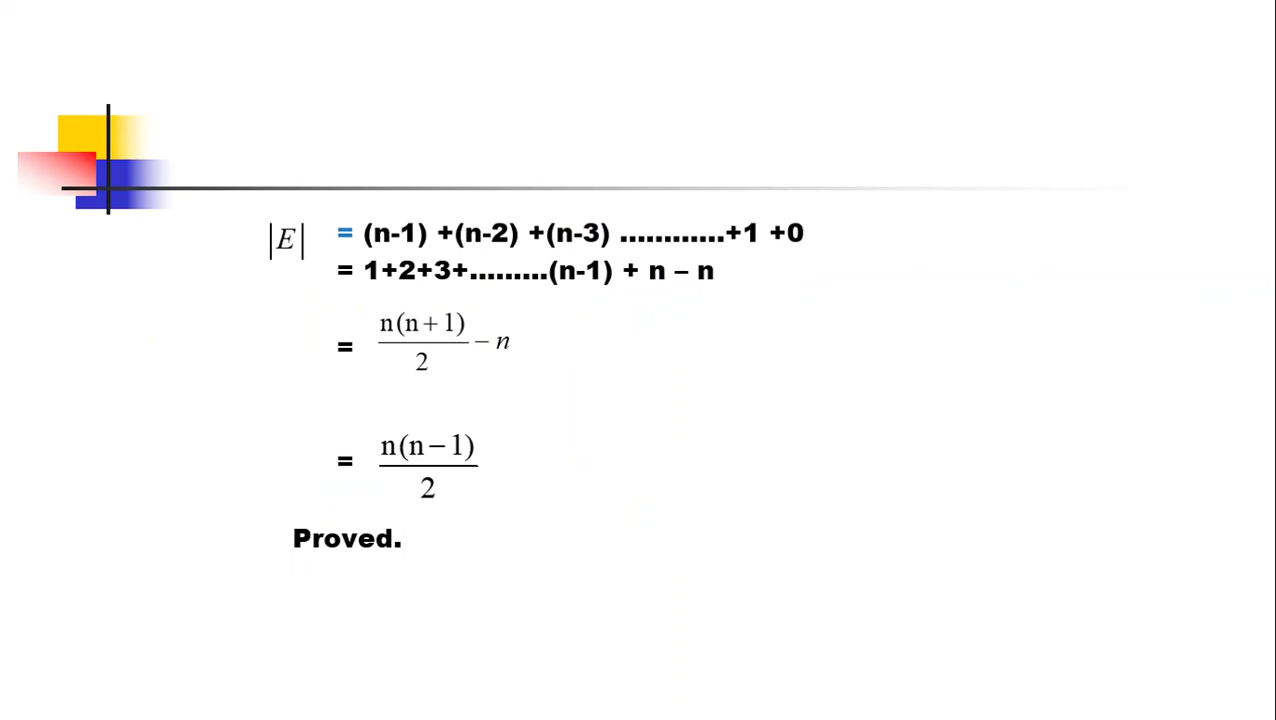 |E| = (n-1) +(n-2) +(n-3) …………+1 +0
= 1+2+3+………(n-1) + n – n
= n(n + 1)/2 − n
= n(n − 1)/2
Proved.